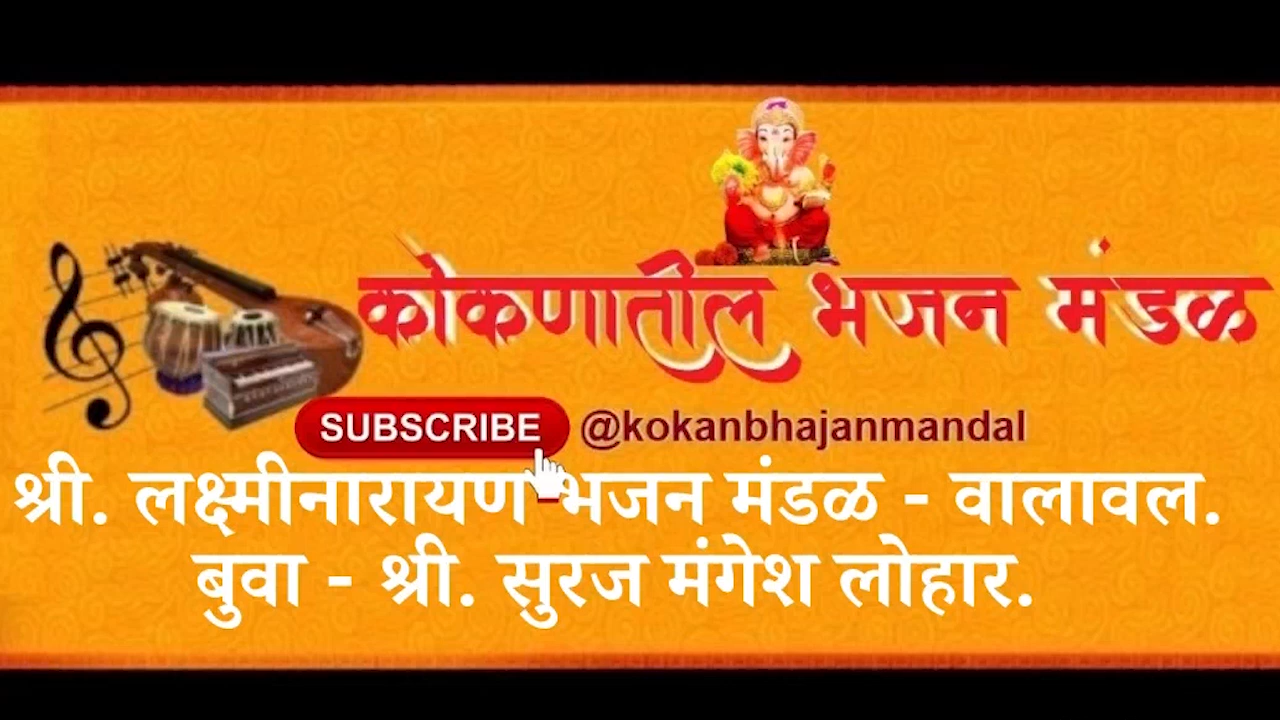 कोकणातील भजन मंडळ
SUBSCRIBE @kokanbhajanmandal
श्री. लक्ष्मीनारायण भजन मंडळ - वालावल.
बुवा - श्री. सुरज मंगेश लोहार.